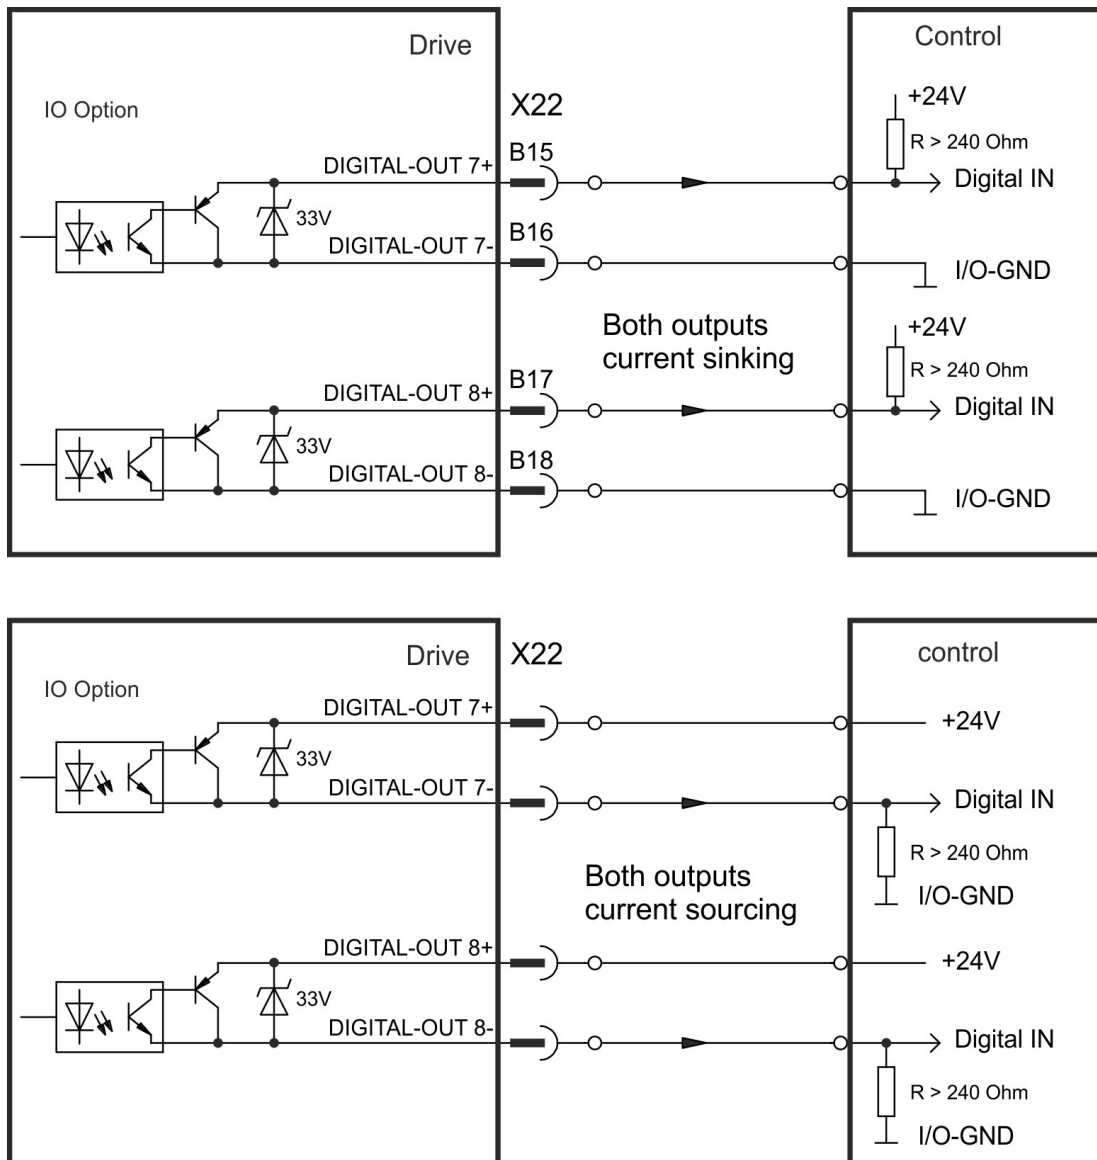 Drive
Control
IO Option
X22
+24V
R > 240 Ohm
DIGITAL-OUT 7+
B15
Digital IN
33V
DIGITAL-OUT 7-
B16
I/O-GND
Both outputs
current sinking
+24V
R > 240 Ohm
DIGITAL-OUT 8+
B17
Digital IN
33V
DIGITAL-OUT 8-
B18
I/O-GND
Drive
X22
control
IO Option
DIGITAL-OUT 7+
+24V
33V
DIGITAL-OUT 7-
Digital IN
R > 240 Ohm
I/O-GND
Both outputs
current sourcing
DIGITAL-OUT 8+
+24V
33V
DIGITAL-OUT 8-
Digital IN
R > 240 Ohm
I/O-GND